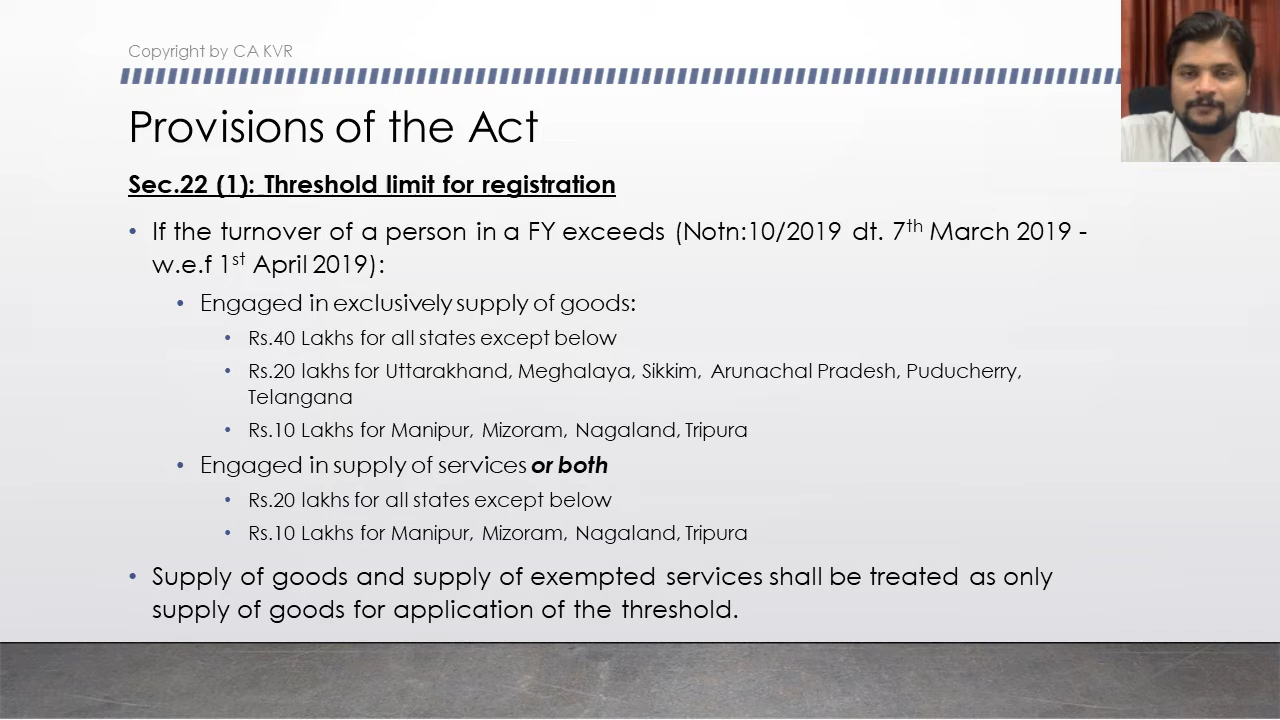 Copyright by CA KVR
Provisions of the Act
Sec.22 (1): Threshold limit for registration
• If the turnover of a person in a FY exceeds (Notn:10/2019 dt. 7th March 2019 -
w.e.f 1st April 2019):
• Engaged in exclusively supply of goods:
• Rs.40 Lakhs for all states except below
• Rs.20 lakhs for Uttarakhand, Meghalaya, Sikkim, Arunachal Pradesh, Puducherry,
Telangana
• Rs.10 Lakhs for Manipur, Mizoram, Nagaland, Tripura
• Engaged in supply of services or both
• Rs.20 lakhs for all states except below
• Rs.10 Lakhs for Manipur, Mizoram, Nagaland, Tripura
• Supply of goods and supply of exempted services shall be treated as only
supply of goods for application of the threshold.